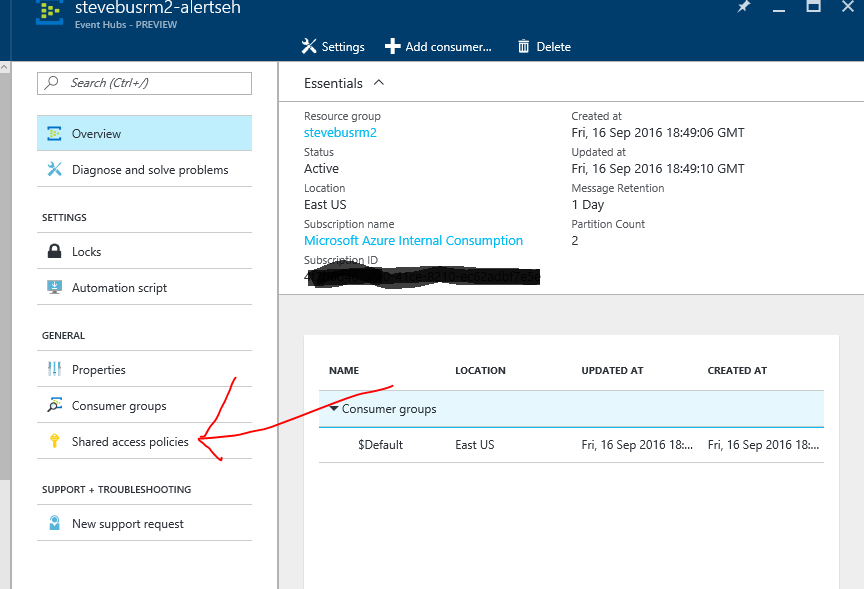 stevebusrm2-alertseh
Event Hubs - PREVIEW
Settings Add consumer... Delete
Search (Ctrl+/)
Overview
Diagnose and solve problems
SETTINGS
Locks
Automation script
GENERAL
Properties
Consumer groups
Shared access policies
SUPPORT + TROUBLESHOOTING
New support request
Essentials
Resource group
stevebusrm2
Status
Active
Location
East US
Subscription name
Microsoft Azure Internal Consumption
Subscription ID
Created at
Fri, 16 Sep 2016 18:49:06 GMT
Updated at
Fri, 16 Sep 2016 18:49:10 GMT
Message Retention
1 Day
Partition Count
2
NAME LOCATION UPDATED AT CREATED AT
Consumer groups
$Default East US Fri, 16 Sep 2016 18:... Fri, 16 Sep 2016 18:...